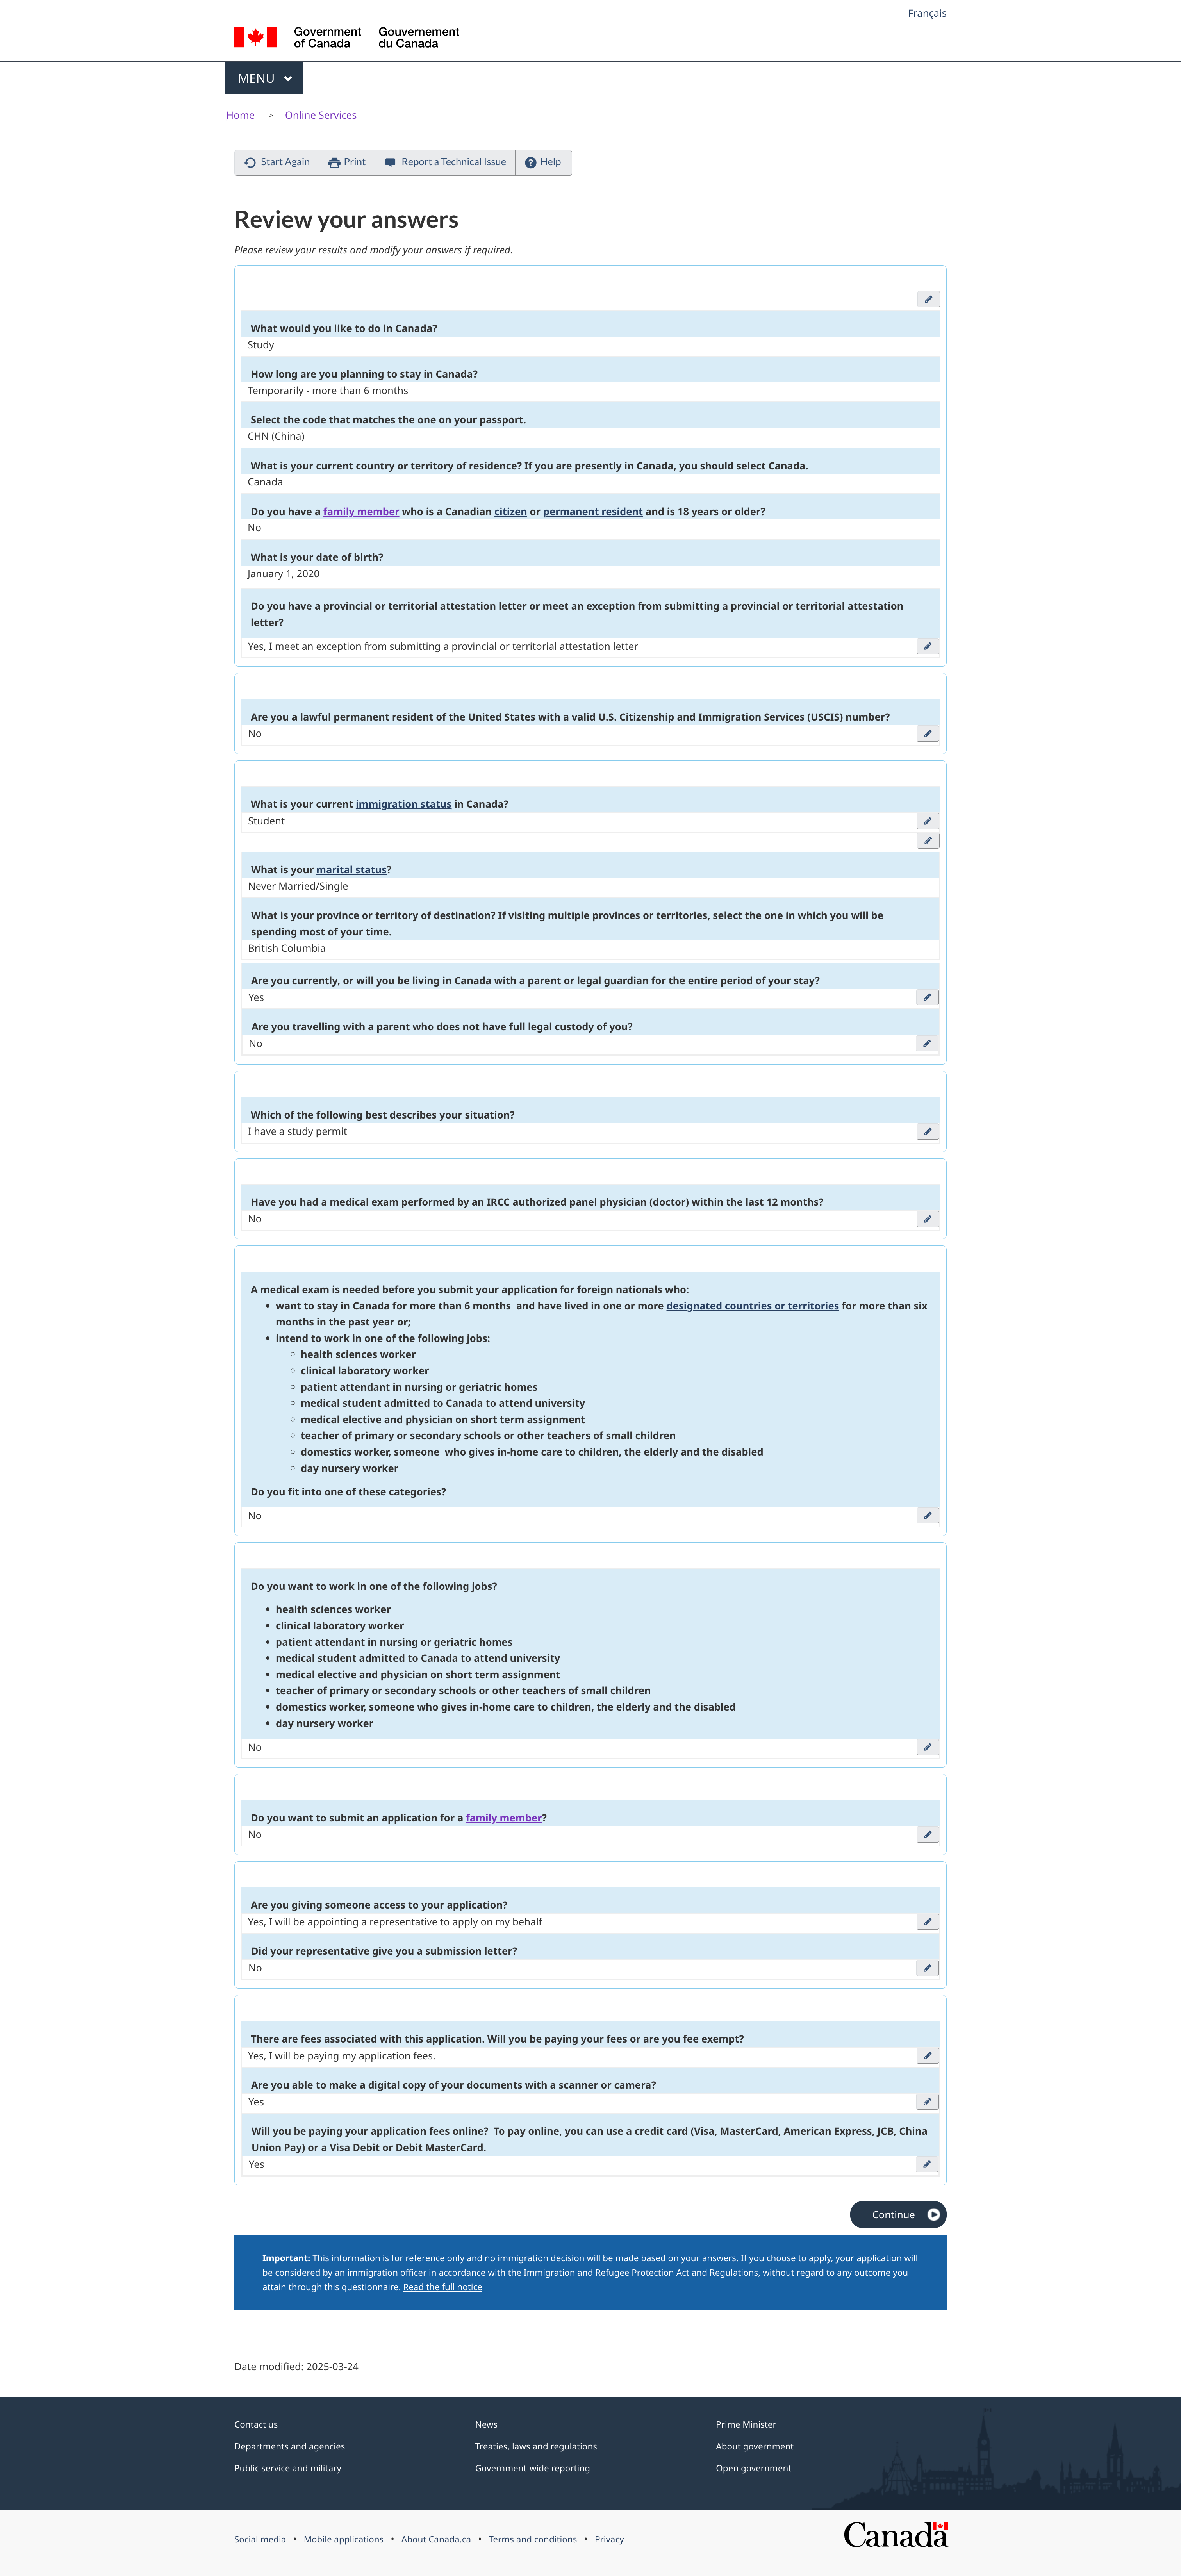 Français
Government of Canada
Gouvernement du Canada
MENU
Home > Online Services
Start Again
Print
Report a Technical Issue
Help
Review your answers
Please review your results and modify your answers if required.
What would you like to do in Canada?
Study
How long are you planning to stay in Canada?
Temporarily - more than 6 months
Select the code that matches the one on your passport.
CHN (China)
What is your current country or territory of residence? If you are presently in Canada, you should select Canada.
Canada
Do you have a family member who is a Canadian citizen or permanent resident and is 18 years or older?
No
What is your date of birth?
January 1, 2020
Do you have a provincial or territorial attestation letter or meet an exception from submitting a provincial or territorial attestation
letter?
Yes, I meet an exception from submitting a provincial or territorial attestation letter
Are you a lawful permanent resident of the United States with a valid U.S. Citizenship and Immigration Services (USCIS) number?
No
What is your current immigration status in Canada?
Student
What is your marital status?
Never Married/Single
What is your province or territory of destination? If visiting multiple provinces or territories, select the one in which you will be
spending most of your time.
British Columbia
Are you currently, or will you be living in Canada with a parent or legal guardian for the entire period of your stay?
Yes
Are you travelling with a parent who does not have full legal custody of you?
No
Which of the following best describes your situation?
I have a study permit
Have you had a medical exam performed by an IRCC authorized panel physician (doctor) within the last 12 months?
No
A medical exam is needed before you submit your application for foreign nationals who:
• want to stay in Canada for more than 6 months  and have lived in one or more designated countries or territories for more than six
months in the past year or;
• intend to work in one of the following jobs:
○ health sciences worker
○ clinical laboratory worker
○ patient attendant in nursing or geriatric homes
○ medical student admitted to Canada to attend university
○ medical elective and physician on short term assignment
○ teacher of primary or secondary schools or other teachers of small children
○ domestics worker, someone  who gives in-home care to children, the elderly and the disabled
○ day nursery worker
Do you fit into one of these categories?
No
Do you want to work in one of the following jobs?
• health sciences worker
• clinical laboratory worker
• patient attendant in nursing or geriatric homes
• medical student admitted to Canada to attend university
• medical elective and physician on short term assignment
• teacher of primary or secondary schools or other teachers of small children
• domestics worker, someone who gives in-home care to children, the elderly and the disabled
• day nursery worker
No
Do you want to submit an application for a family member?
No
Are you giving someone access to your application?
Yes, I will be appointing a representative to apply on my behalf
Did your representative give you a submission letter?
No
There are fees associated with this application. Will you be paying your fees or are you fee exempt?
Yes, I will be paying my application fees.
Are you able to make a digital copy of your documents with a scanner or camera?
Yes
Will you be paying your application fees online?  To pay online, you can use a credit card (Visa, MasterCard, American Express, JCB, China
Union Pay) or a Visa Debit or Debit MasterCard.
Yes
Continue
Important: This information is for reference only and no immigration decision will be made based on your answers. If you choose to apply, your application will
be considered by an immigration officer in accordance with the Immigration and Refugee Protection Act and Regulations, without regard to any outcome you
attain through this questionnaire. Read the full notice
Date modified: 2025-03-24
Contact us
News
Prime Minister
Departments and agencies
Treaties, laws and regulations
About government
Public service and military
Government-wide reporting
Open government
Social media • Mobile applications • About Canada.ca • Terms and conditions • Privacy
Canada